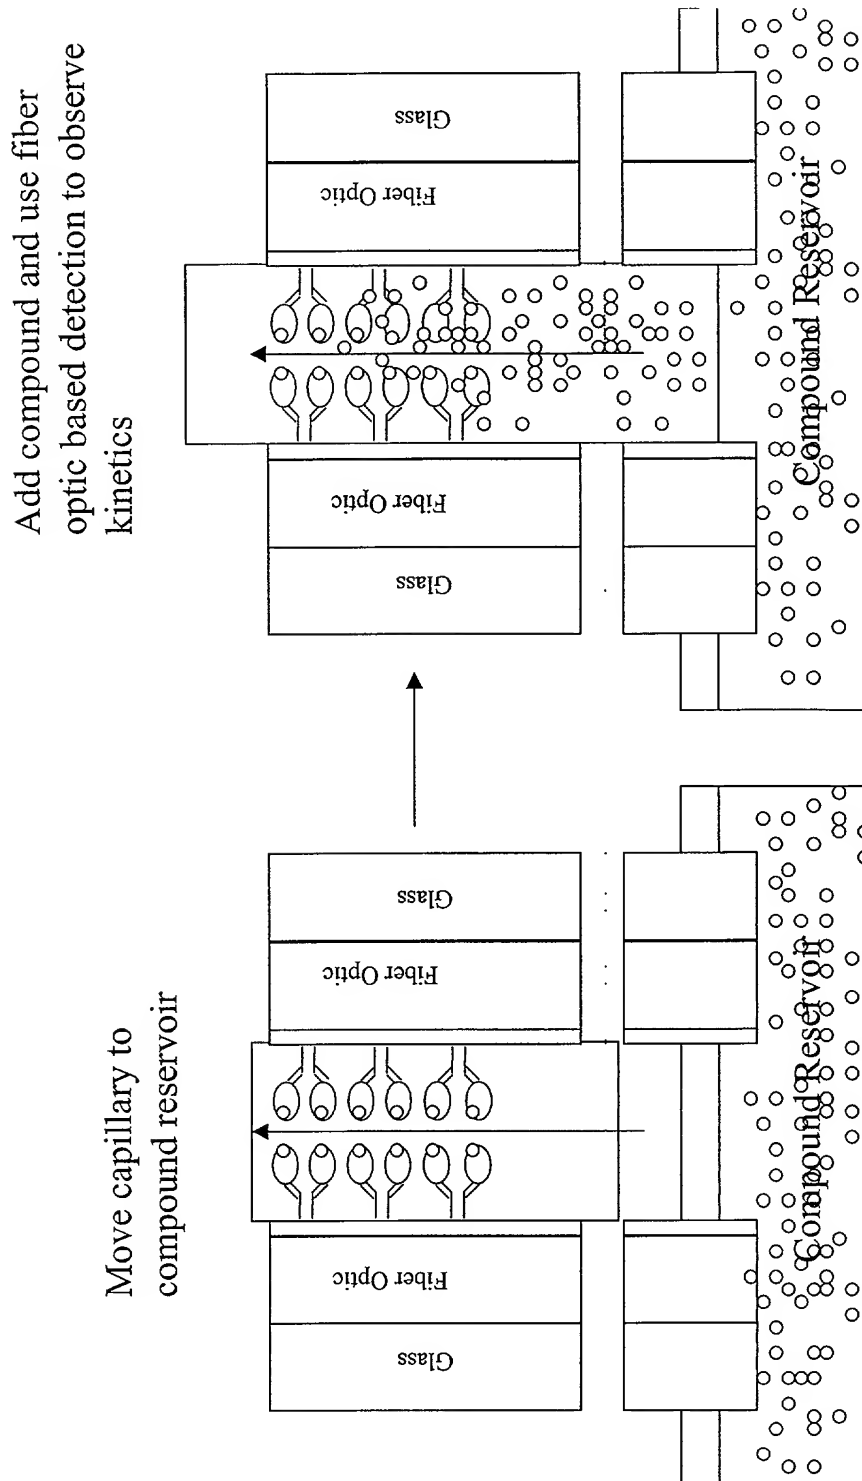 Move capillary to
compound reservoir
Glass
Fiber Optic
Fiber Optic
Glass
Compound Reservoir
Add compound and use fiber
optic based detection to observe
kinetics
Glass
Fiber Optic
Fiber Optic
Glass
Compound Reservoir